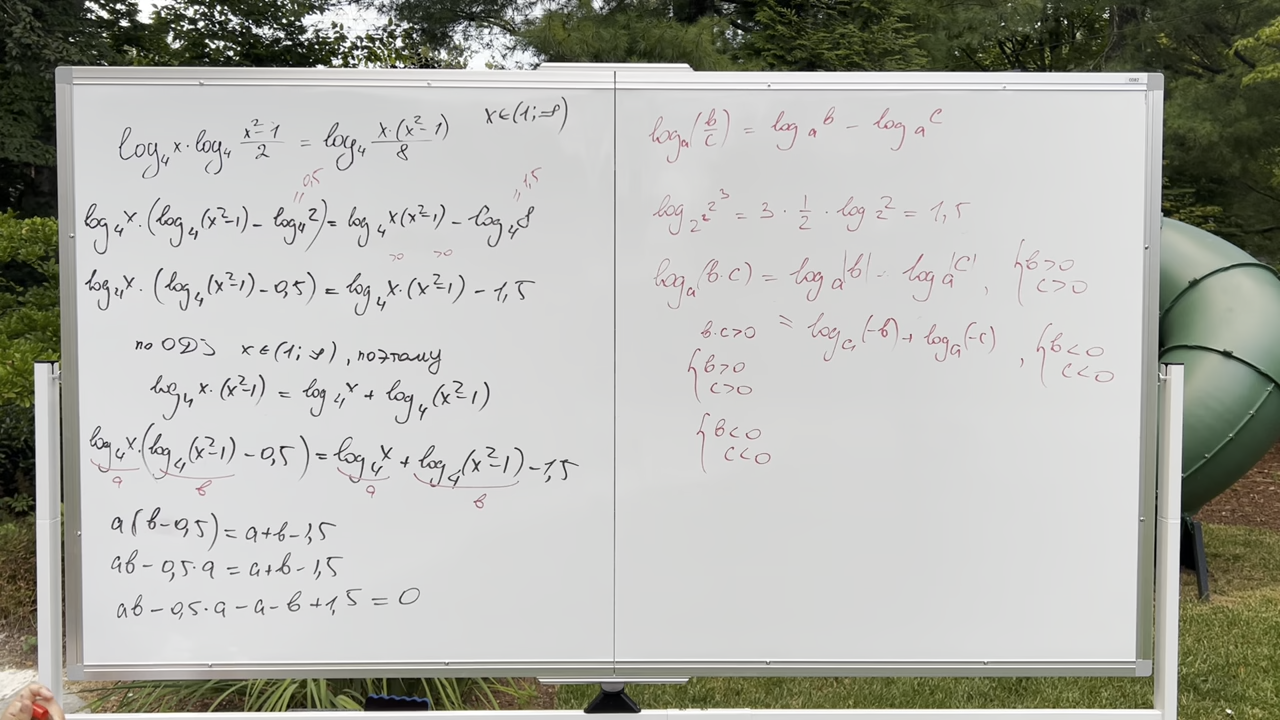 x∈(1;∞)
log₄x·log₄ (x²-1)/2 = log₄ x·(x²-1)/8
0,5 1,5
log₄x·(log₄(x²-1) - log₄2) = log₄x(x²-1) - log₄8
>0 >0
log₄x·(log₄(x²-1) - 0,5) = log₄x·(x²-1) - 1,5
по ОДЗ x∈(1;∞), поэтому
log₄x·(x²-1) = log₄x + log₄(x²-1)
log₄x·(log₄(x²-1) - 0,5) = log₄x + log₄(x²-1) - 1,5
a b a b
a(b-0,5) = a+b-1,5
ab - 0,5·a = a+b-1,5
ab - 0,5·a - a - b + 1,5 = 0
logₐ(b/c) = logₐb - logₐc
log_{2²}2³ = 3·1/2·log₂2 = 1,5
logₐ(b·c) = logₐ|b| - logₐ|c|, {b>0 c>0
b·c>0 = logₐ(-b) + logₐ(-c), {b<0 c<0
{b>0
c>0
{b<0
c<0